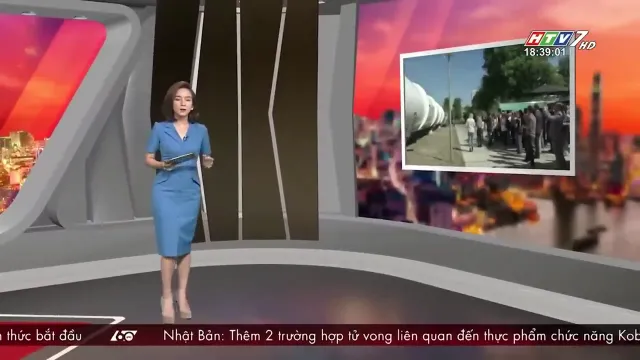 HTV7 HD
18:39:01
n thức bắt đầu
60 Nhật Bản: Thêm 2 trường hợp tử vong liên quan đến thực phẩm chức năng Kob